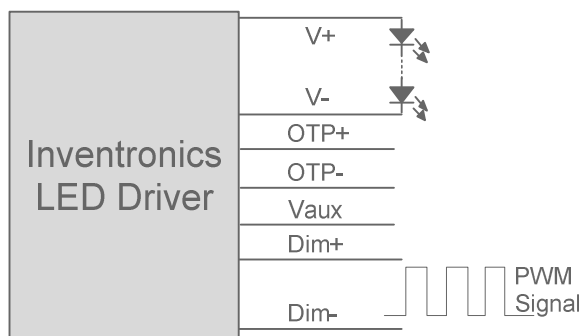 V+
V-
OTP+
OTP-
Vaux
Dim+
Dim-
Inventronics
LED Driver
PWM
Signal